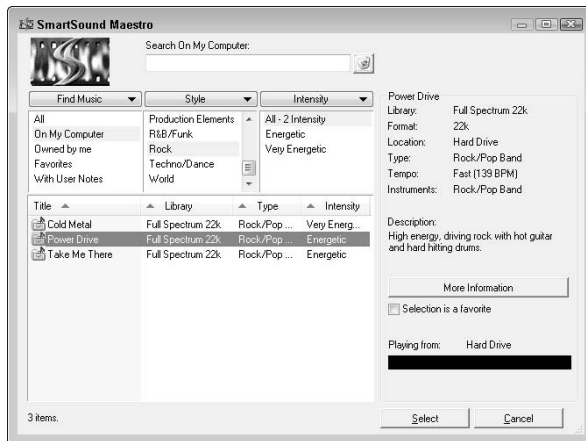 SmartSound Maestro
Search On My Computer:
Find Music
Style
Intensity
All
On My Computer
Owned by me
Favorites
With User Notes
Production Elements
R&B/Funk
Rock
Techno/Dance
World
All - 2 Intensity
Energetic
Very Energetic
Title Library Type Intensity
Cold Metal Full Spectrum 22k Rock/Pop ... Very Energ...
Power Drive Full Spectrum 22k Rock/Pop ... Energetic
Take Me There Full Spectrum 22k Rock/Pop ... Energetic
3 items.
Power Drive
Library: Full Spectrum 22k
Format: 22k
Location: Hard Drive
Type: Rock/Pop Band
Tempo: Fast (139 BPM)
Instruments: Rock/Pop Band
Description:
High energy, driving rock with hot guitar
and hard hitting drums.
More Information
Selection is a favorite
Playing from: Hard Drive
Select
Cancel